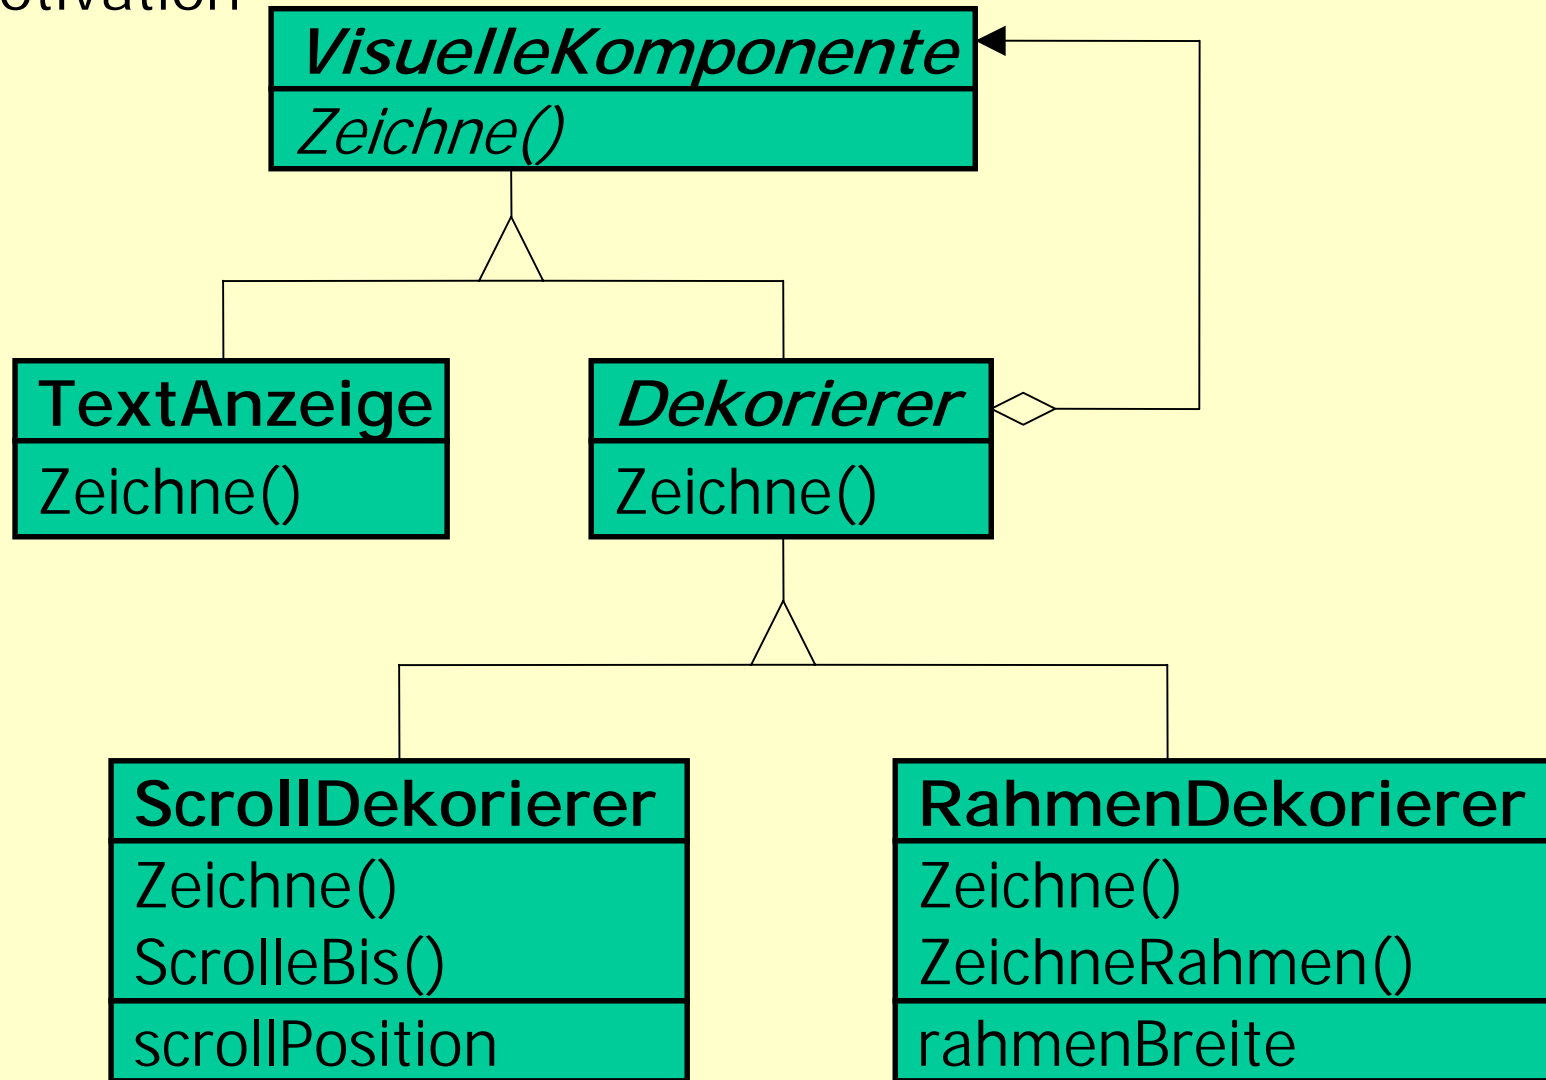 VisuelleKomponente
Zeichne()
TextAnzeige
Zeichne()
Dekorierer
Zeichne()
ScrollDekorierer
Zeichne()
ScrolleBis()
scrollPosition
RahmenDekorierer
Zeichne()
ZeichneRahmen()
rahmenBreite